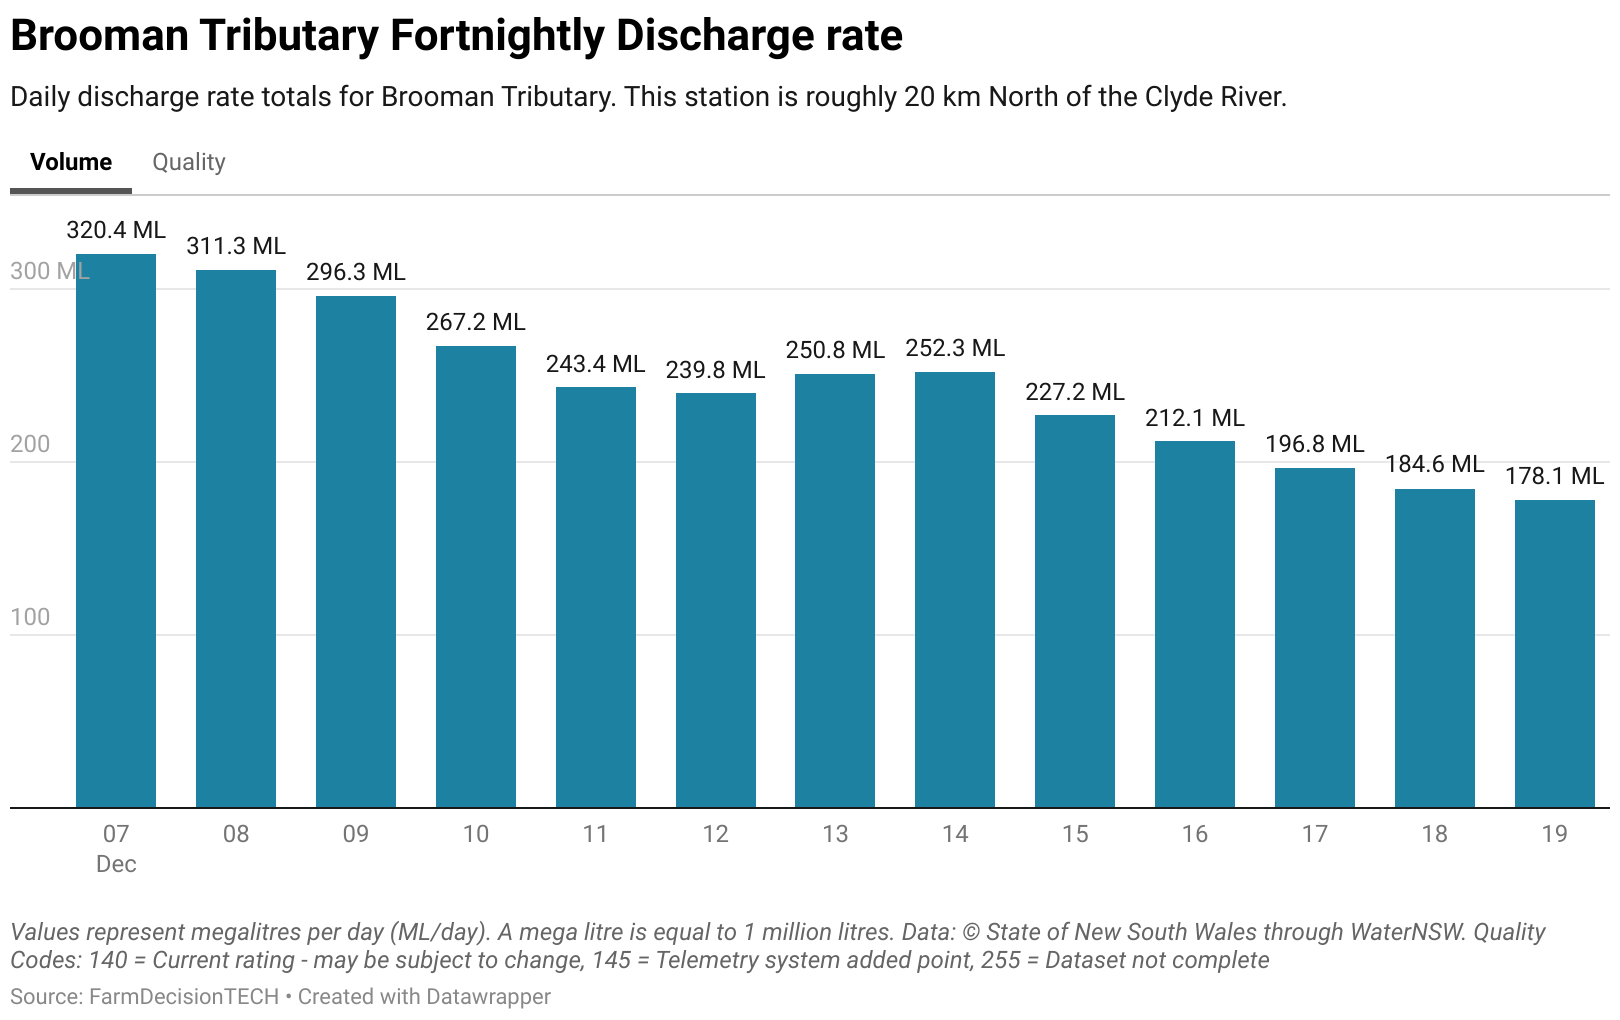 Brooman Tributary Fortnightly Discharge rate
Daily discharge rate totals for Brooman Tributary. This station is roughly 20 km North of the Clyde River.
Volume Quality
320.4 ML
311.3 ML
300 ML
296.3 ML
267.2 ML
243.4 ML
239.8 ML
250.8 ML
252.3 ML
227.2 ML
212.1 ML
200
196.8 ML
184.6 ML
178.1 ML
100
07 08 09 10 11 12 13 14 15 16 17 18 19
Dec
Values represent megalitres per day (ML/day). A mega litre is equal to 1 million litres. Data: © State of New South Wales through WaterNSW. Quality
Codes: 140 = Current rating - may be subject to change, 145 = Telemetry system added point, 255 = Dataset not complete
Source: FarmDecisionTECH • Created with Datawrapper